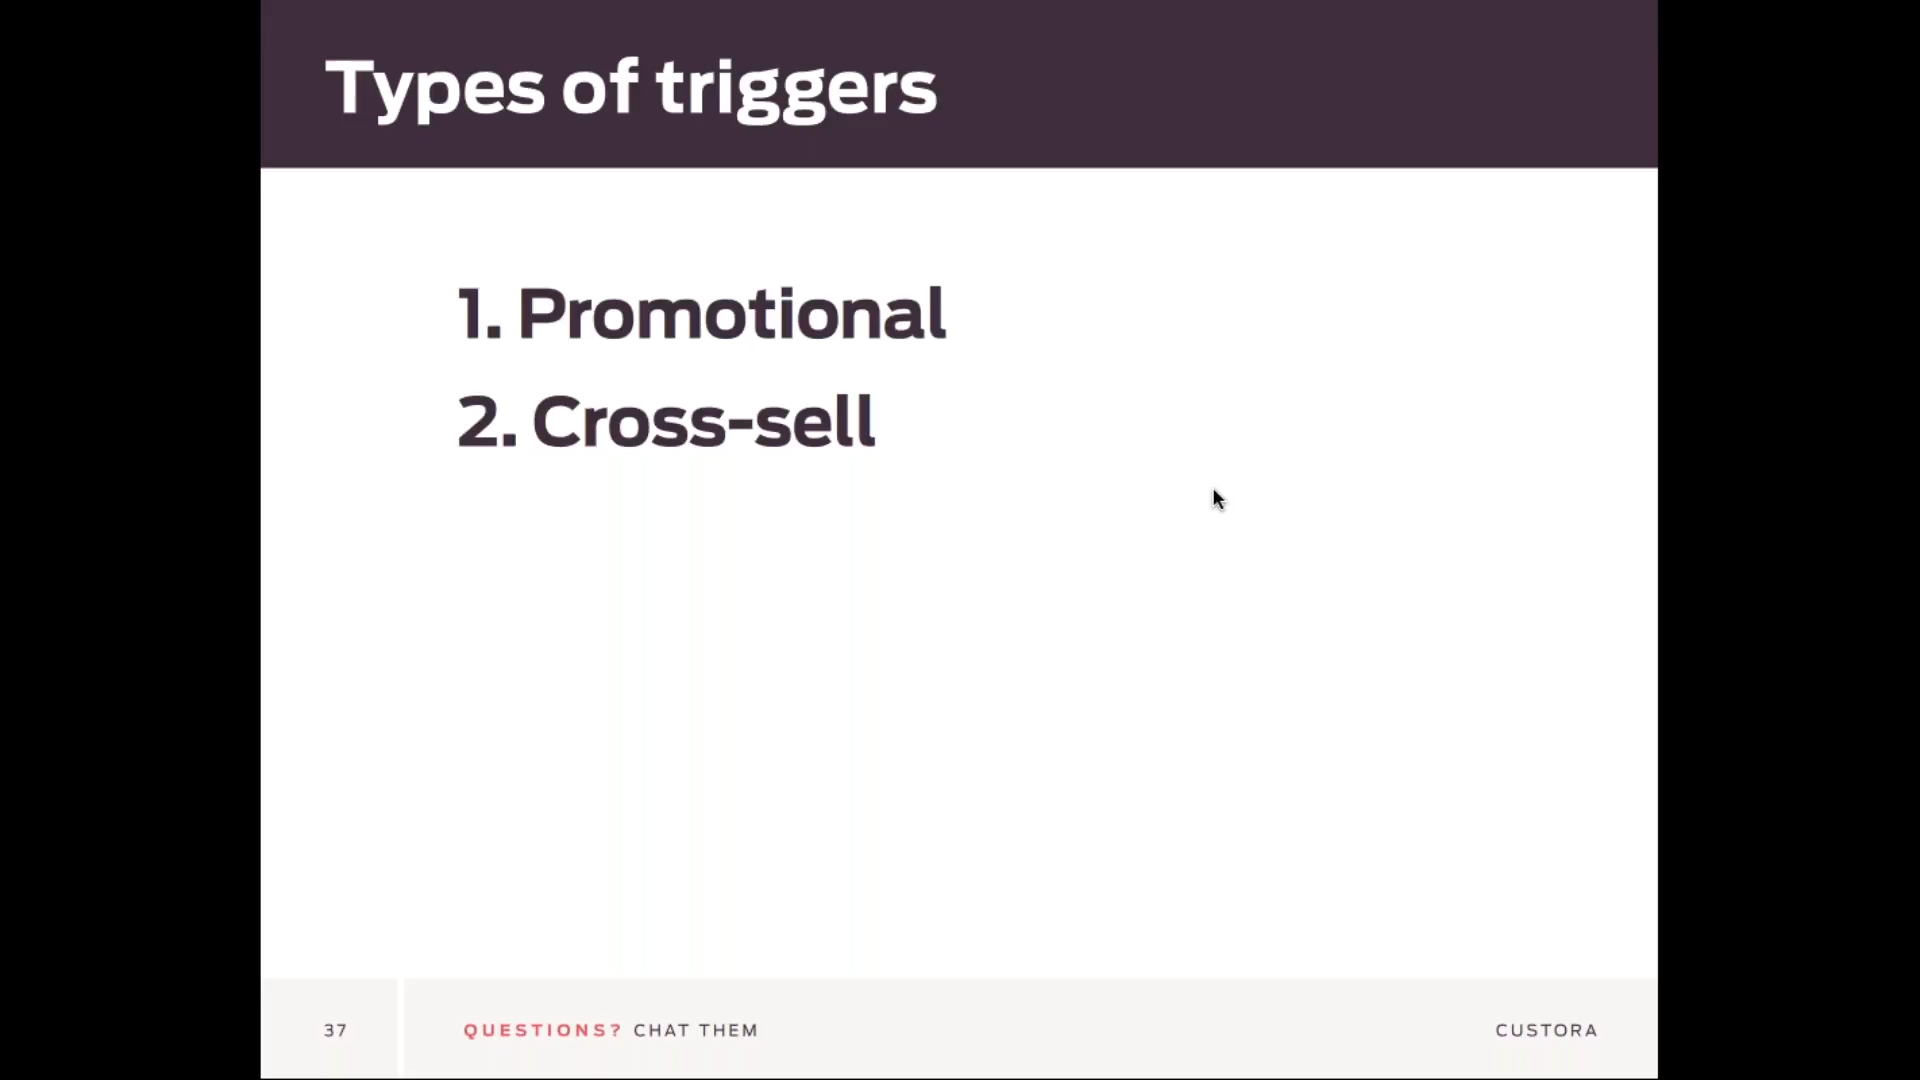 Types of triggers
1. Promotional
2. Cross-sell
37
QUESTIONS? CHAT THEM
CUSTORA